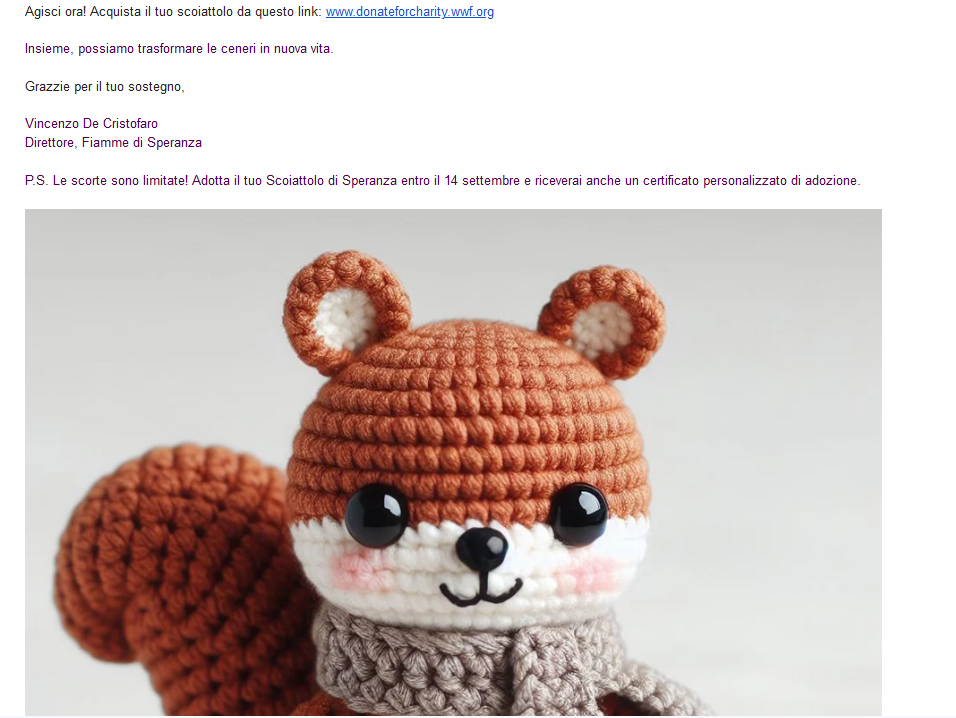 Agisci ora! Acquista il tuo scoiattolo da questo link: www.donateforcharity.wwf.org
Insieme, possiamo trasformare le ceneri in nuova vita.
Grazzie per il tuo sostegno,
Vincenzo De Cristofaro
Direttore, Fiamme di Speranza
P.S. Le scorte sono limitate! Adotta il tuo Scoiattolo di Speranza entro il 14 settembre e riceverai anche un certificato personalizzato di adozione.